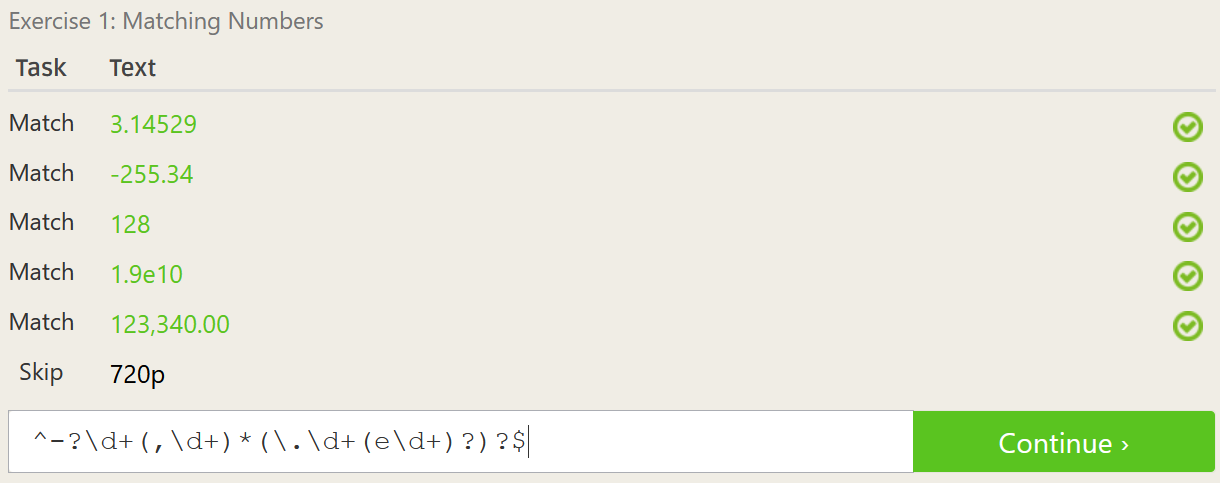 Exercise 1: Matching Numbers
Task Text
Match 3.14529
Match -255.34
Match 128
Match 1.9e10
Match 123,340.00
Skip 720p
^-?\d+(,\d+)*(\.\d+(e\d+)?)?$
Continue ›